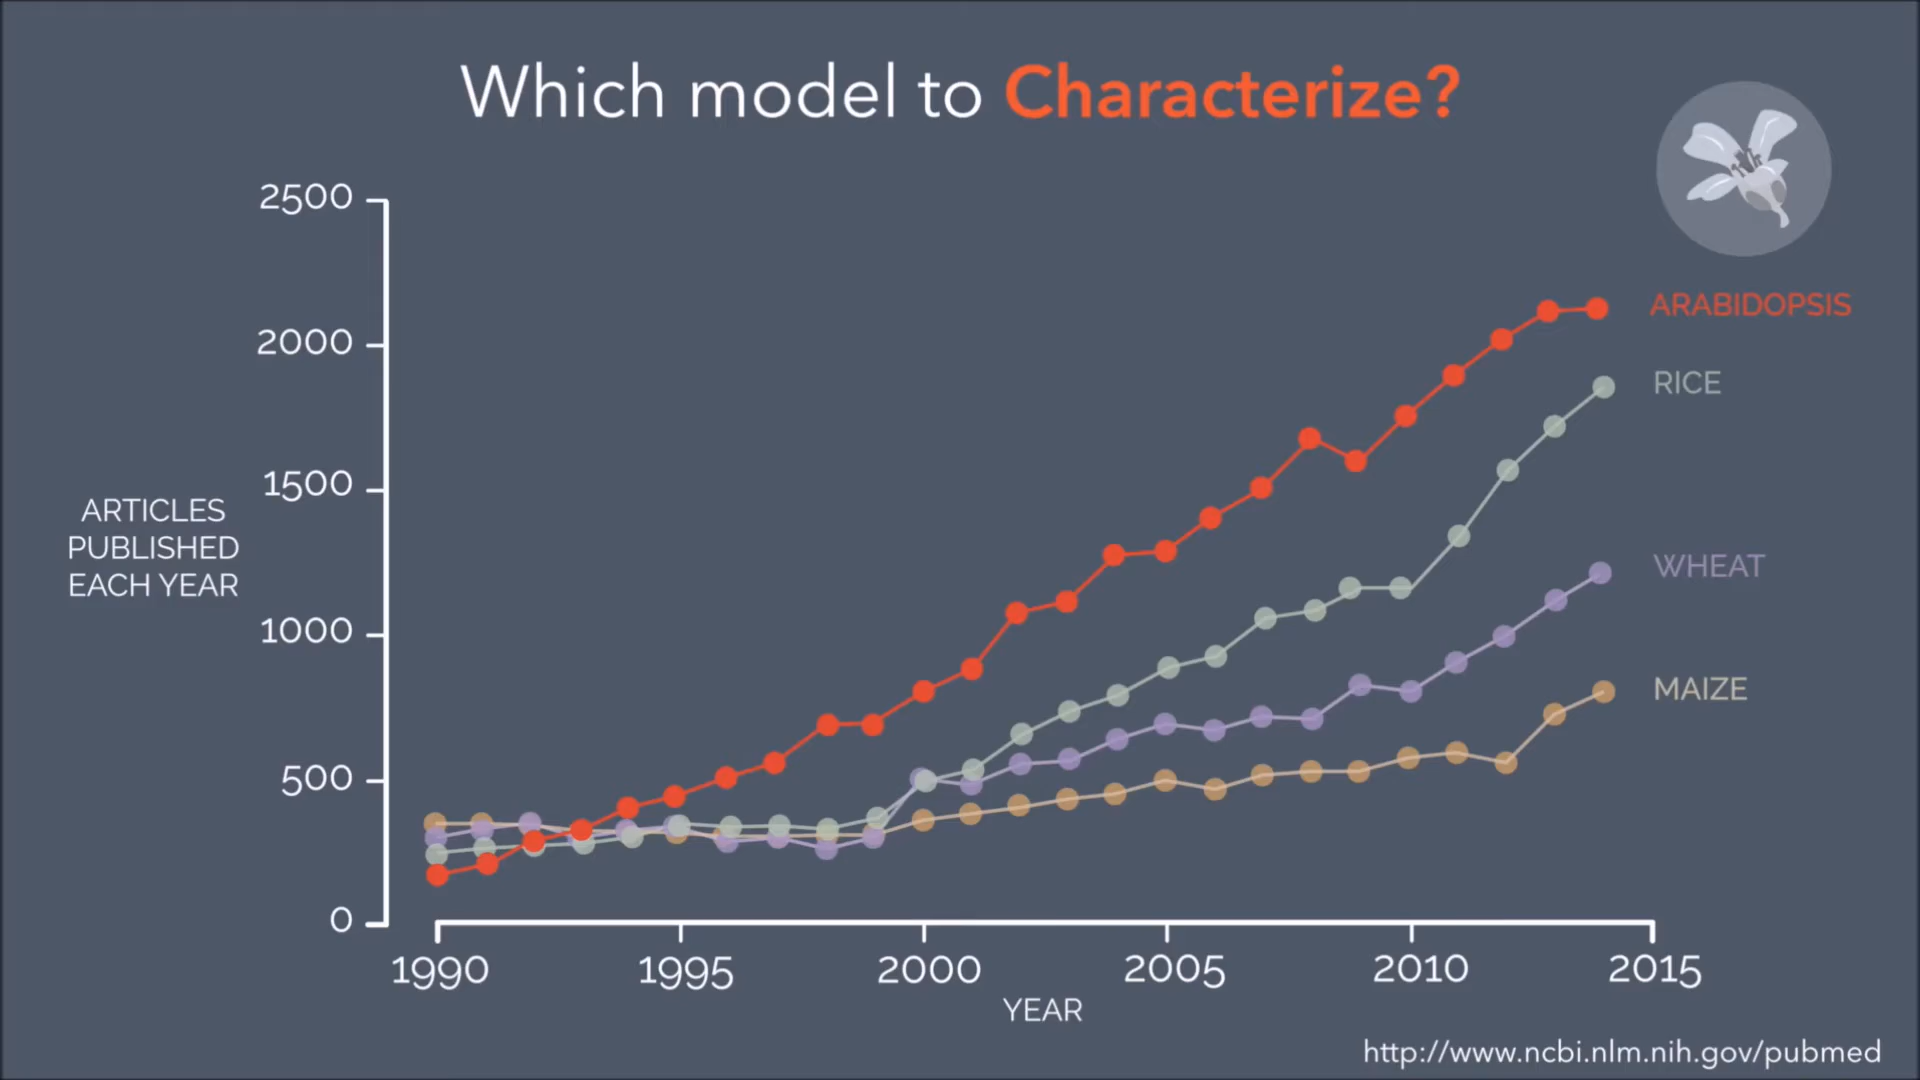 Which model to Characterize?
2500
2000
1500
1000
500
0
ARTICLES
PUBLISHED
EACH YEAR
ARABIDOPSIS
RICE
WHEAT
MAIZE
1990 1995 2000 2005 2010 2015
YEAR
http://www.ncbi.nlm.nih.gov/pubmed